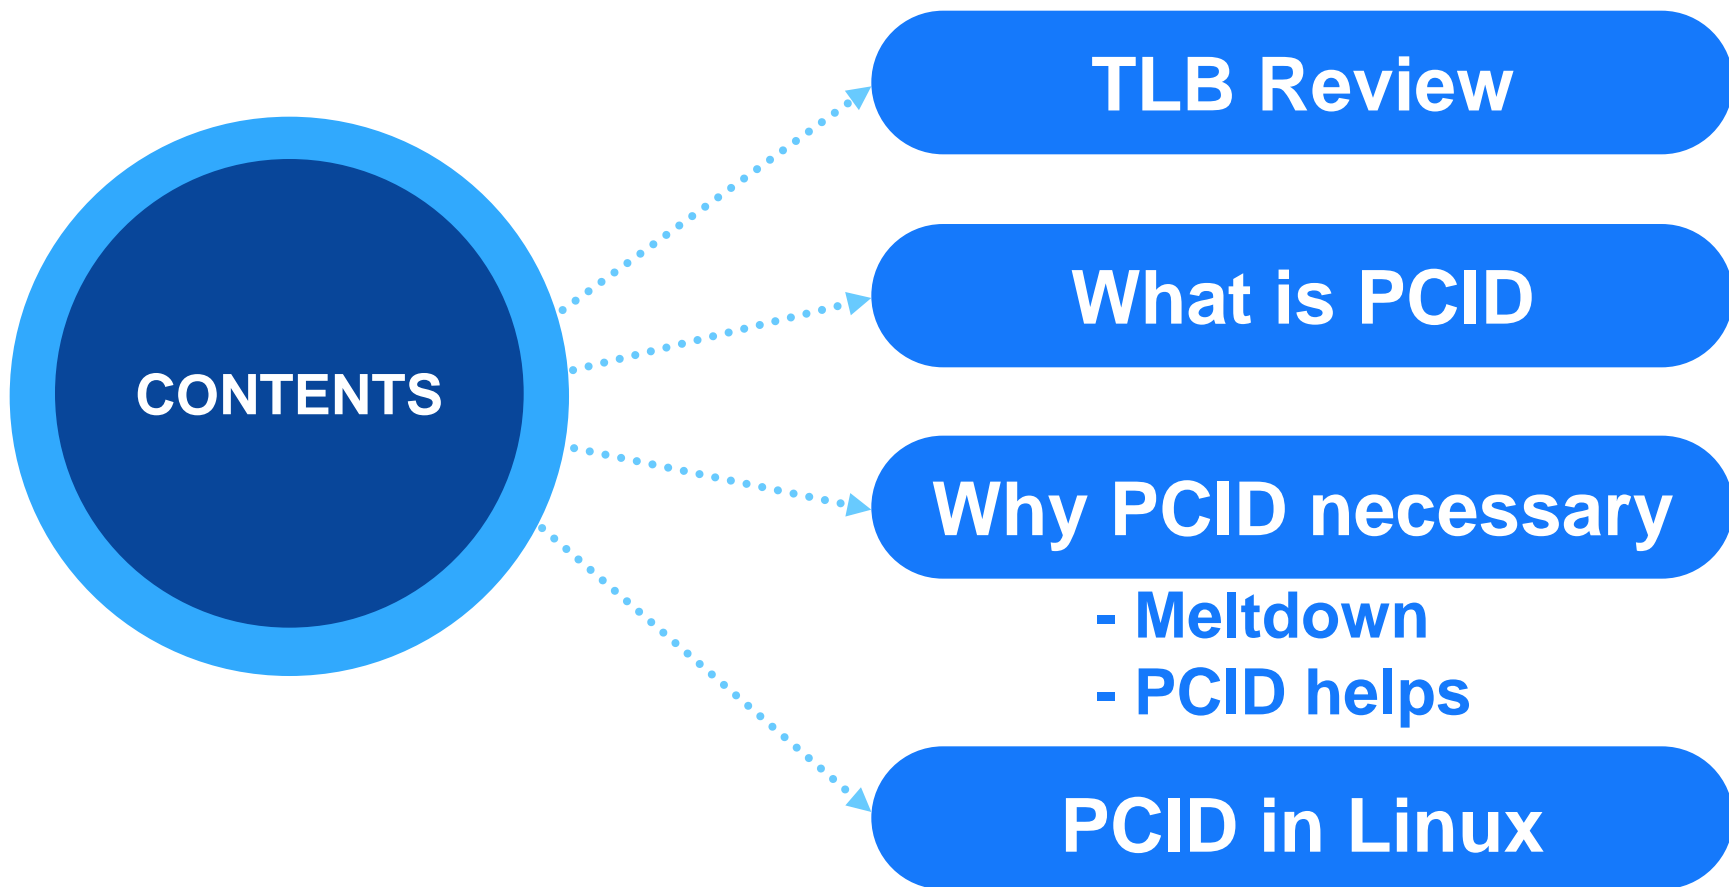 CONTENTS
TLB Review
What is PCID
Why PCID necessary
- Meltdown
- PCID helps
PCID in Linux